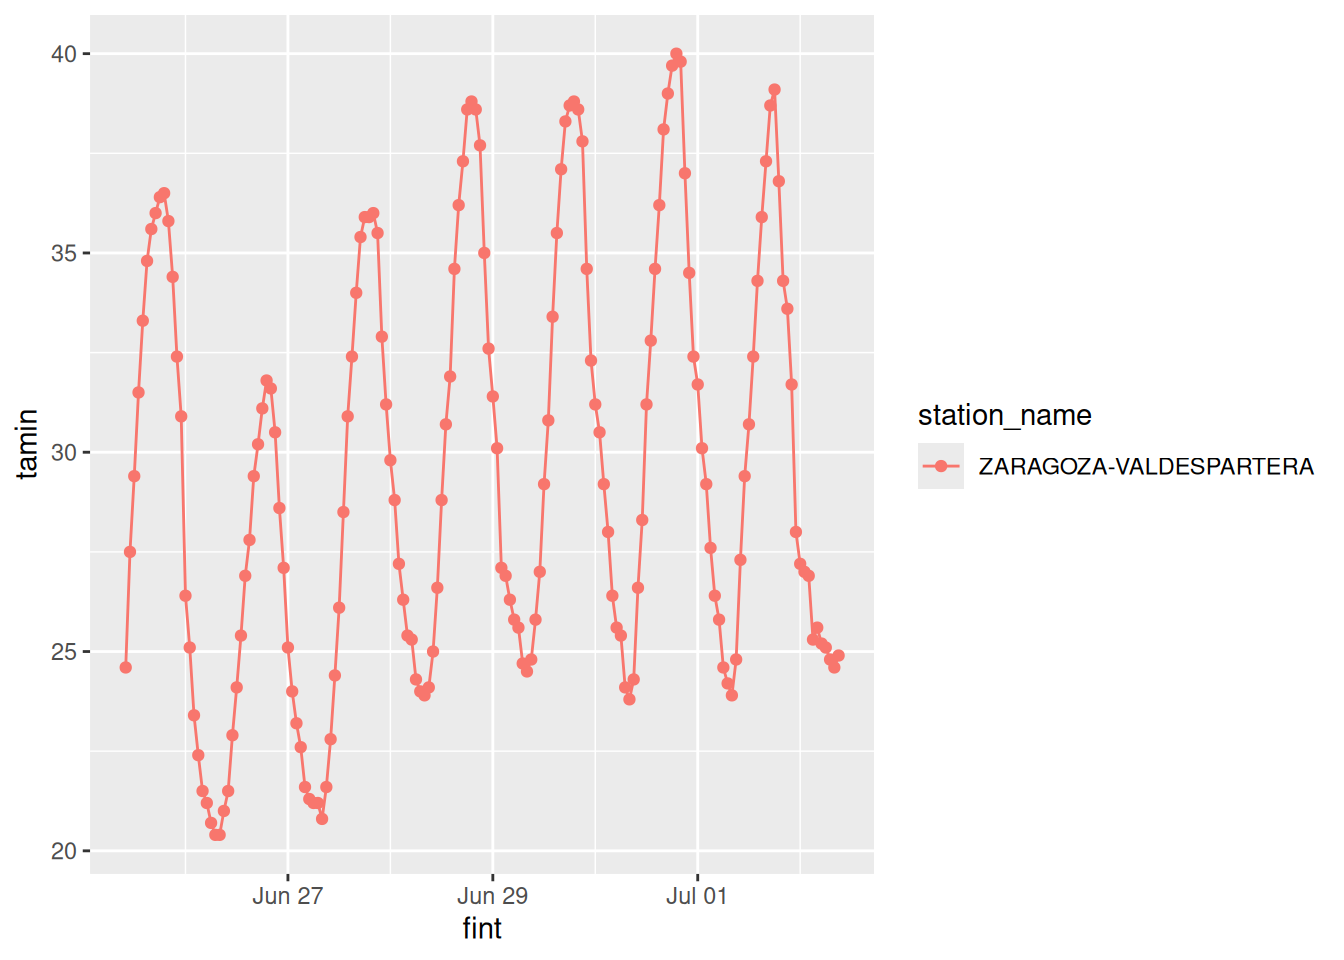 40
35
30
25
20
tamin
Jun 27
Jun 29
Jul 01
fint
station_name
ZARAGOZA-VALDESPARTERA